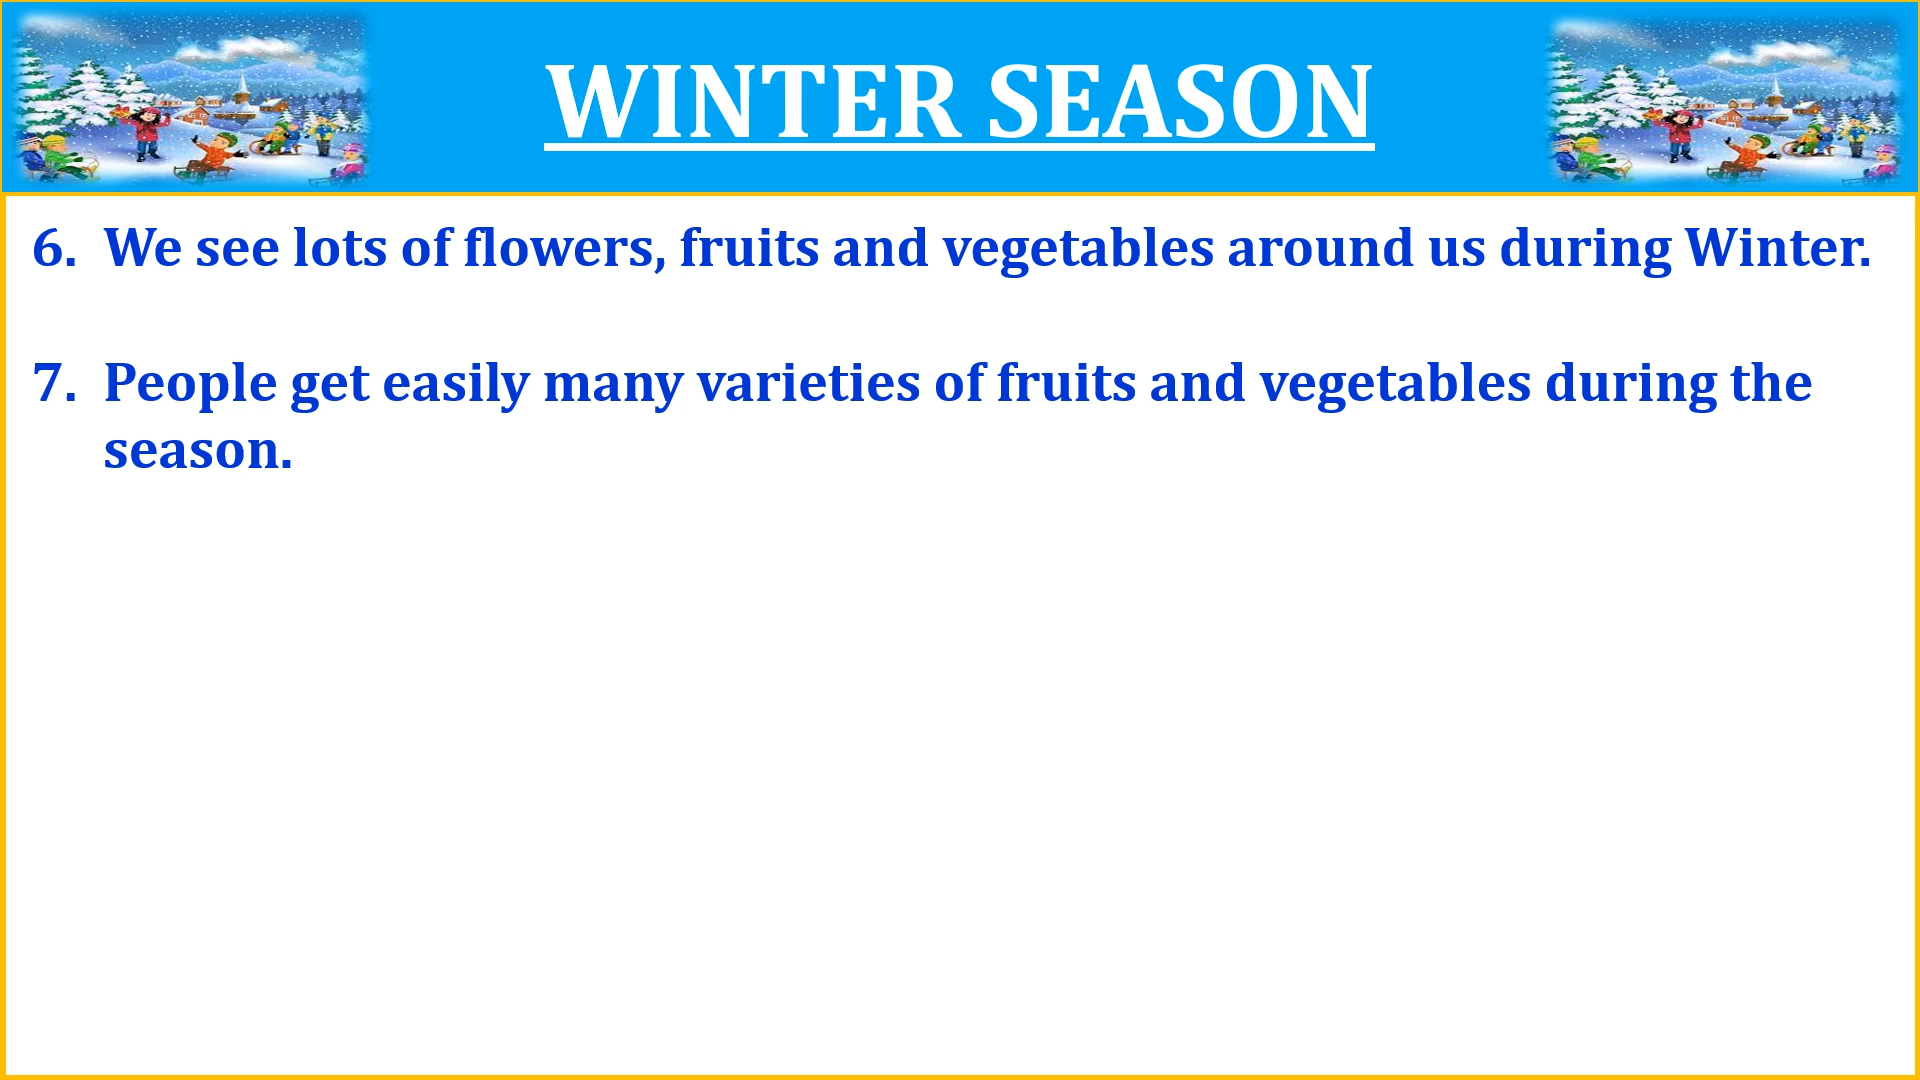 WINTER SEASON
6. We see lots of flowers, fruits and vegetables around us during Winter.
7. People get easily many varieties of fruits and vegetables during the
season.